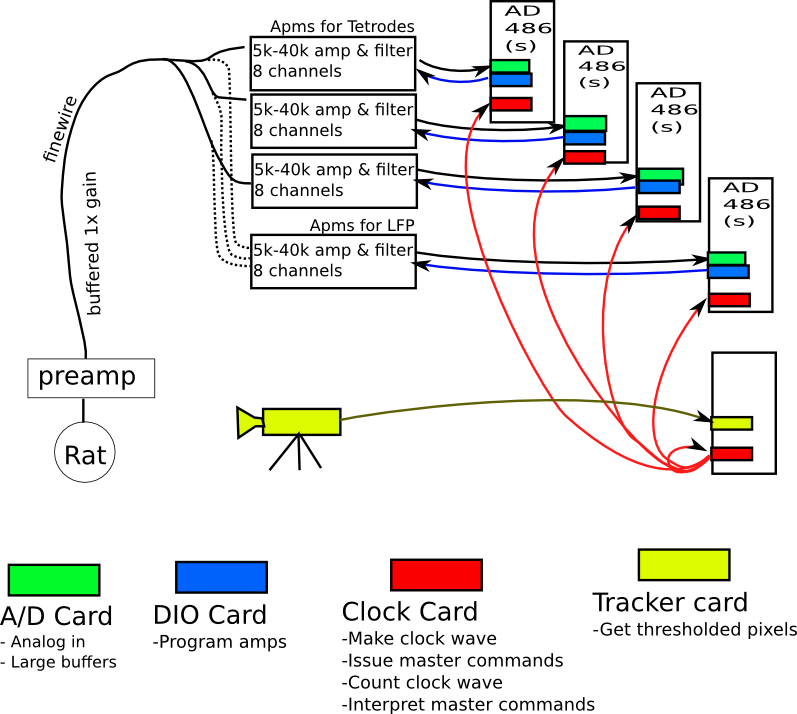 Apms for Tetrodes
5k-40k amp & filter
8 channels
5k-40k amp & filter
8 channels
5k-40k amp & filter
8 channels
Apms for LFP
5k-40k amp & filter
8 channels
AD
486
(s)
AD
486
(s)
AD
486
(s)
AD
486
(s)
finewire
buffered 1x gain
preamp
Rat
A/D Card
- Analog in
- Large buffers
DIO Card
-Program amps
Clock Card
-Make clock wave
-Issue master commands
-Count clock wave
-Interpret master commands
Tracker card
-Get thresholded pixels